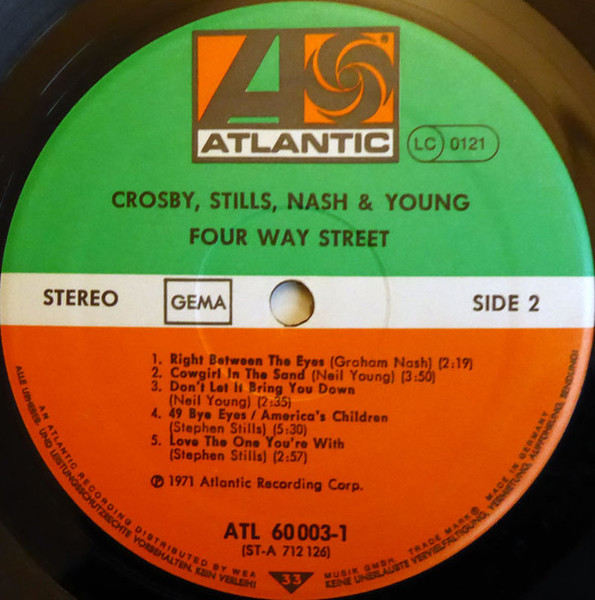 ATLANTIC
LC 0121
CROSBY, STILLS, NASH & YOUNG
FOUR WAY STREET
STEREO
GEMA
SIDE 2
1. Right Between The Eyes (Graham Nash) (2:19)
2. Cowgirl In The Sand (Neil Young) (3:50)
3. Don't Let It Bring You Down
(Neil Young) (2:35)
4. 49 Bye Eyes / America's Children
(Stephen Stills) (5:30)
5. Love The One You're With
(Stephen Stills) (2:57)
℗ 1971 Atlantic Recording Corp.
ATL 60 003-1
(ST-A 712 126)
33
AN ATLANTIC RECORDING DISTRIBUTED BY WEA MUSIK GMBH. TRADE MARK® MADE IN GERMANY
ALLE URHEBER- UND LEISTUNGSSCHUTZRECHTE VORBEHALTEN. KEIN VERLEIH! KEINE UNERLAUBTE VERVIELFÄLTIGUNG, VERMIETUNG, AUFFÜHRUNG, SENDUNG!